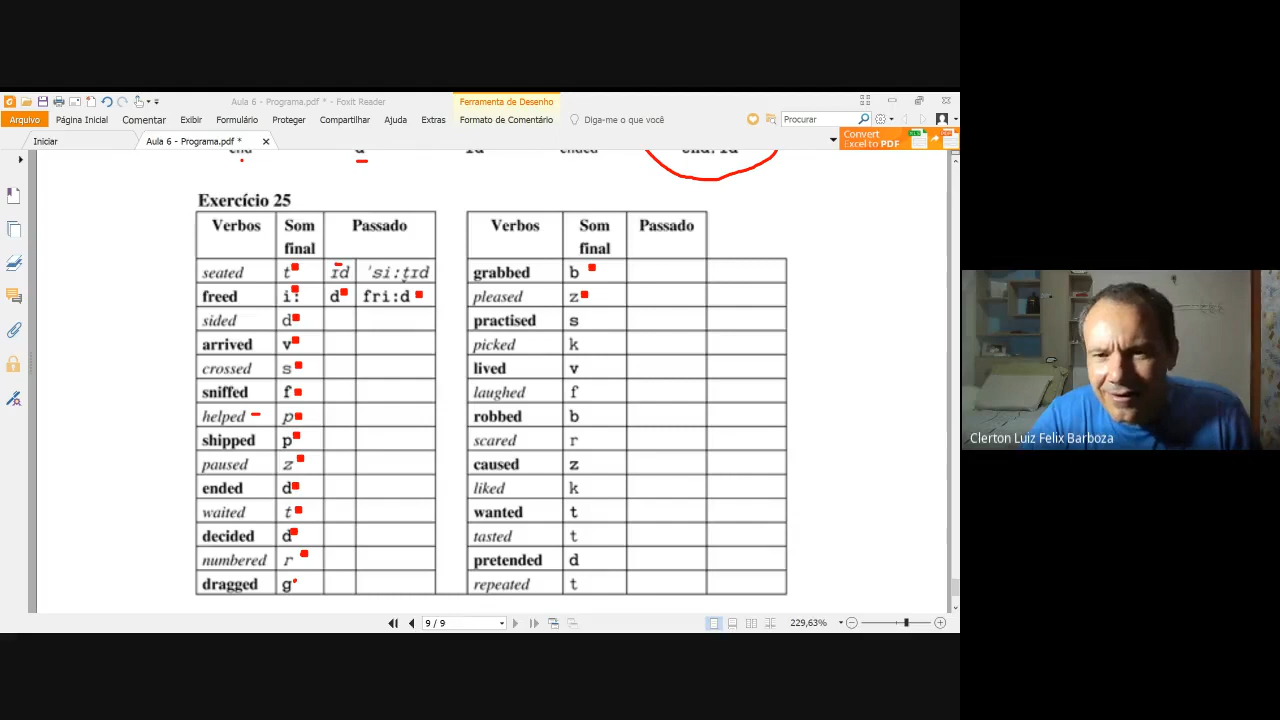 Aula 6 - Programa.pdf * - Foxit Reader
Ferramenta de Desenho
Arquivo Página Inicial Comentar Exibir Formulário Proteger Compartilhar Ajuda Extras Formato de Comentário Diga-me o que você Procurar
Iniciar Aula 6 - Programa.pdf * Convert Excel to PDF
Exercício 25
Verbos Som final Passado
seated t ɪd ˈsi:t̬ɪd
freed i: d fri:d
sided d
arrived v
crossed s
sniffed f
helped p
shipped p
paused z
ended d
waited t
decided d
numbered r
dragged g
Verbos Som final Passado
grabbed b
pleased z
practised s
picked k
lived v
laughed f
robbed b
scared r
caused z
liked k
wanted t
tasted t
pretended d
repeated t
9 / 9 229,63%
Clerton Luiz Felix Barboza